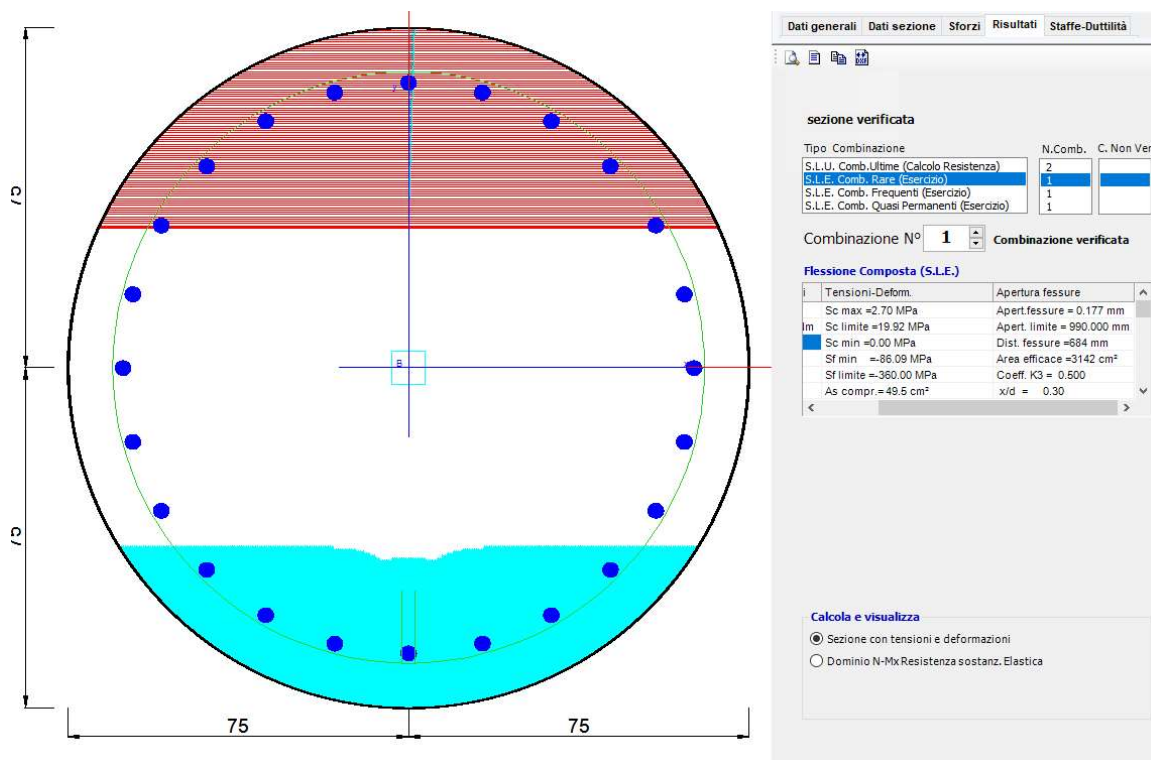 75
75
75
75
y
Dati generali Dati sezione Sforzi Risultati Staffe-Duttilità
sezione verificata
Tipo Combinazione N.Comb. C. Non Ver
S.L.U. Comb.Ultime (Calcolo Resistenza) 2
S.L.E. Comb. Rare (Esercizio) 1
S.L.E. Comb. Frequenti (Esercizio) 1
S.L.E. Comb. Quasi Permanenti (Esercizio) 1
Combinazione N° 1 Combinazione verificata
Flessione Composta (S.L.E.)
i Tensioni-Deform. Apertura fessure
Sc max =2.70 MPa Apert.fessure = 0.177 mm
lm Sc limite =19.92 MPa Apert. limite = 990.000 mm
Sc min =0.00 MPa Dist. fessure =684 mm
Sf min =-86.09 MPa Area efficace =3142 cm²
Sf limite =-360.00 MPa Coeff. K3 = 0.500
As compr.= 49.5 cm² x/d = 0.30
Calcola e visualizza
Sezione con tensioni e deformazioni
Dominio N-Mx Resistenza sostanz. Elastica